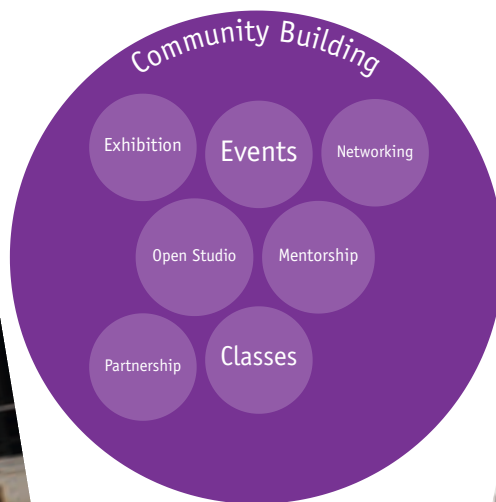 Community Building
Exhibition
Events
Networking
Open Studio
Mentorship
Partnership
Classes